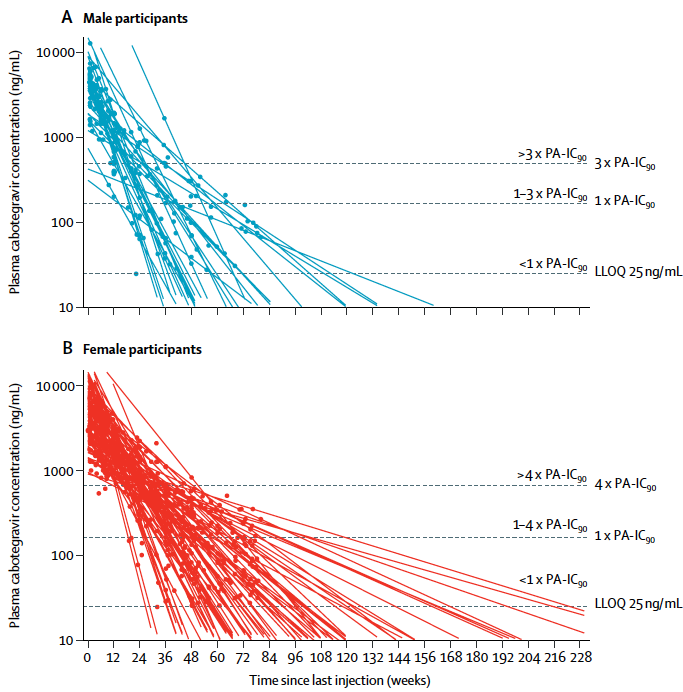 A Male participants
Plasma cabotegravir concentration (ng/mL)
10 000
1000
100
10
>3 x PA-IC90
3 x PA-IC90
1–3 x PA-IC90
1 x PA-IC90
<1 x PA-IC90
LLOQ 25 ng/mL
B Female participants
Plasma cabotegravir concentration (ng/mL)
10 000
1000
100
10
>4 x PA-IC90
4 x PA-IC90
1–4 x PA-IC90
1 x PA-IC90
<1 x PA-IC90
LLOQ 25 ng/mL
0 12 24 36 48 60 72 84 96 108 120 132 144 156 168 180 192 204 216 228
Time since last injection (weeks)